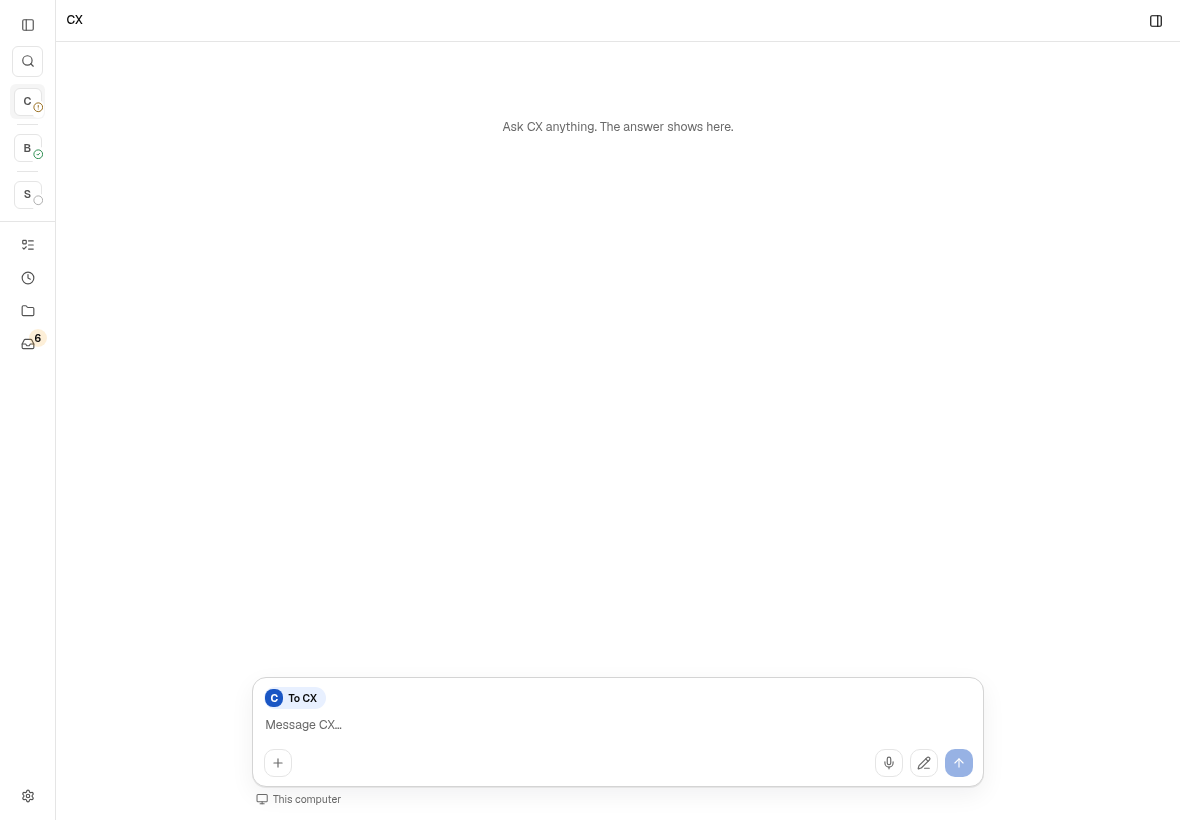 CX
C
B
S
6
Ask CX anything. The answer shows here.
C To CX
Message CX…
This computer